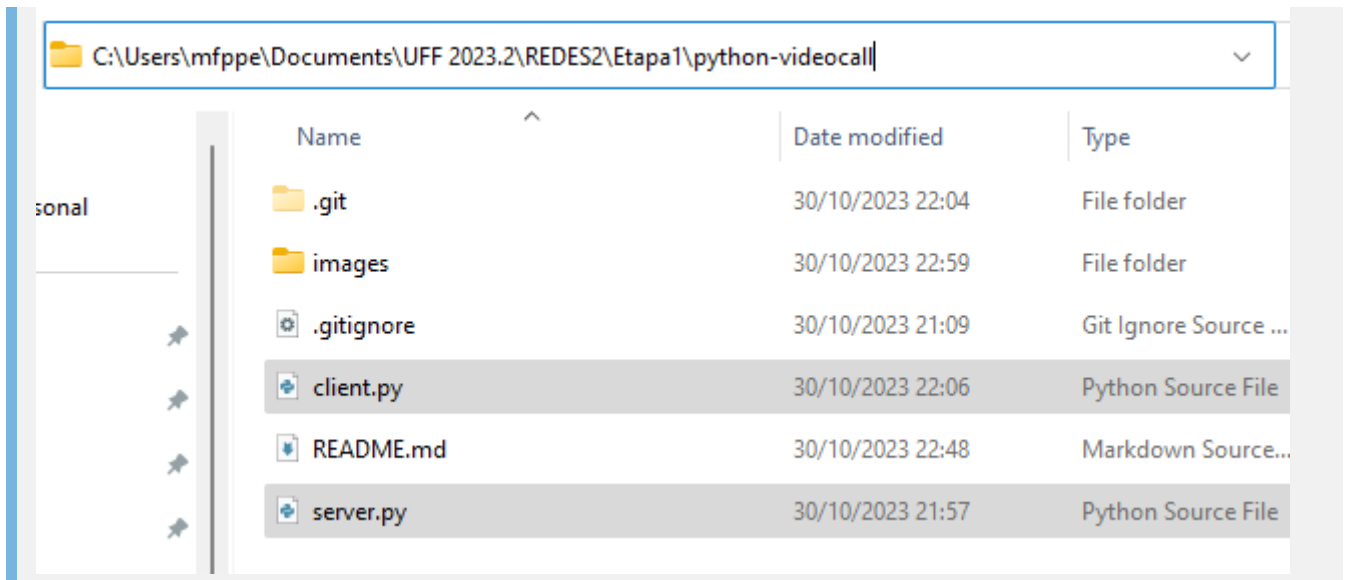 C:\Users\mfppe\Documents\UFF 2023.2\REDES2\Etapa1\python-videocall
Name Date modified Type
.git 30/10/2023 22:04 File folder
sonal
images 30/10/2023 22:59 File folder
.gitignore 30/10/2023 21:09 Git Ignore Source ...
client.py 30/10/2023 22:06 Python Source File
README.md 30/10/2023 22:48 Markdown Source...
server.py 30/10/2023 21:57 Python Source File